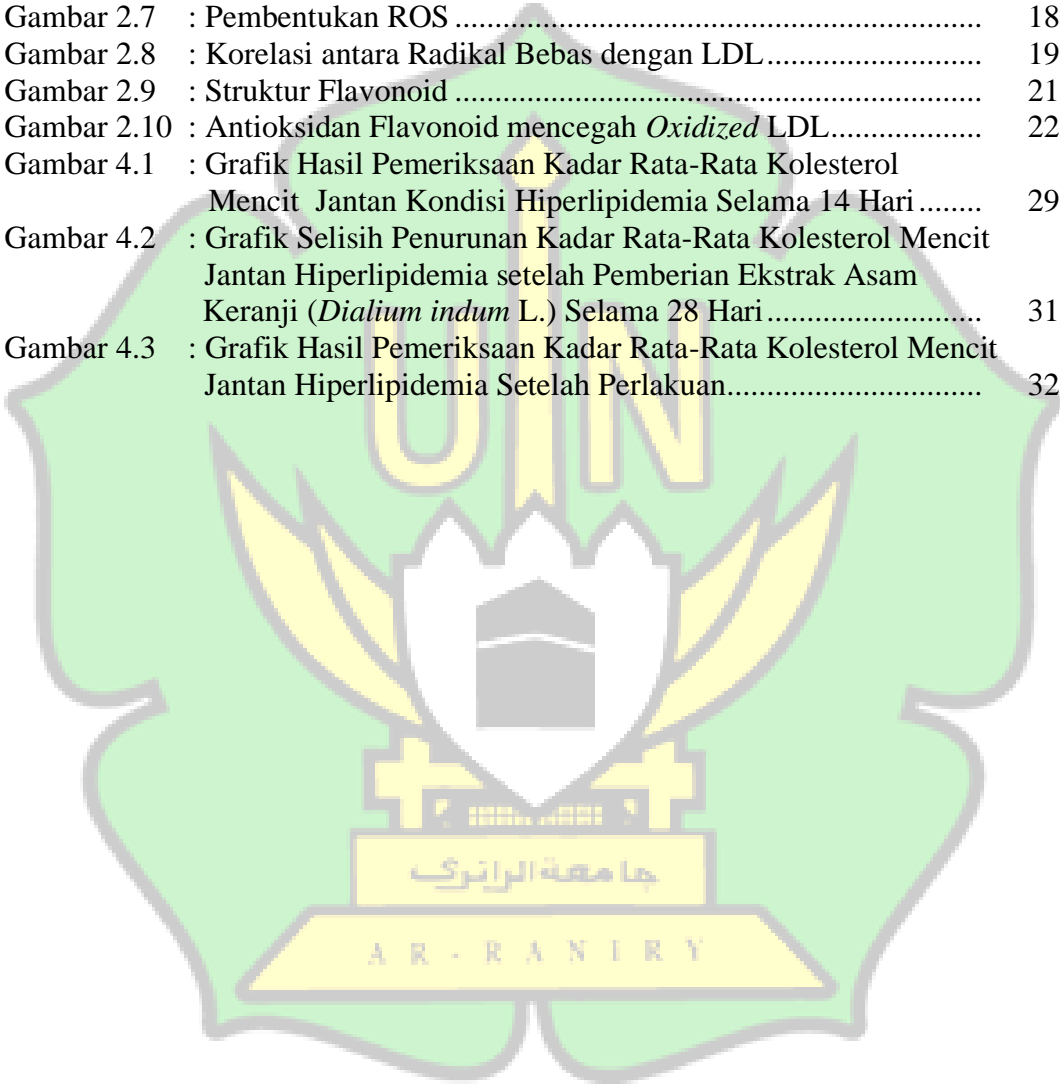 Gambar 2.7 : Pembentukan ROS .................................................................. 18
Gambar 2.8 : Korelasi antara Radikal Bebas dengan LDL ........................... 19
Gambar 2.9 : Struktur Flavonoid .................................................................. 21
Gambar 2.10 : Antioksidan Flavonoid mencegah Oxidized LDL ................... 22
Gambar 4.1 : Grafik Hasil Pemeriksaan Kadar Rata-Rata Kolesterol
Mencit Jantan Kondisi Hiperlipidemia Selama 14 Hari ........ 29
Gambar 4.2 : Grafik Selisih Penurunan Kadar Rata-Rata Kolesterol Mencit
Jantan Hiperlipidemia setelah Pemberian Ekstrak Asam
Keranji (Dialium indum L.) Selama 28 Hari ........................... 31
Gambar 4.3 : Grafik Hasil Pemeriksaan Kadar Rata-Rata Kolesterol Mencit
Jantan Hiperlipidemia Setelah Perlakuan................................ 32
UIN
جامعة الرانري
AR-RANIRY